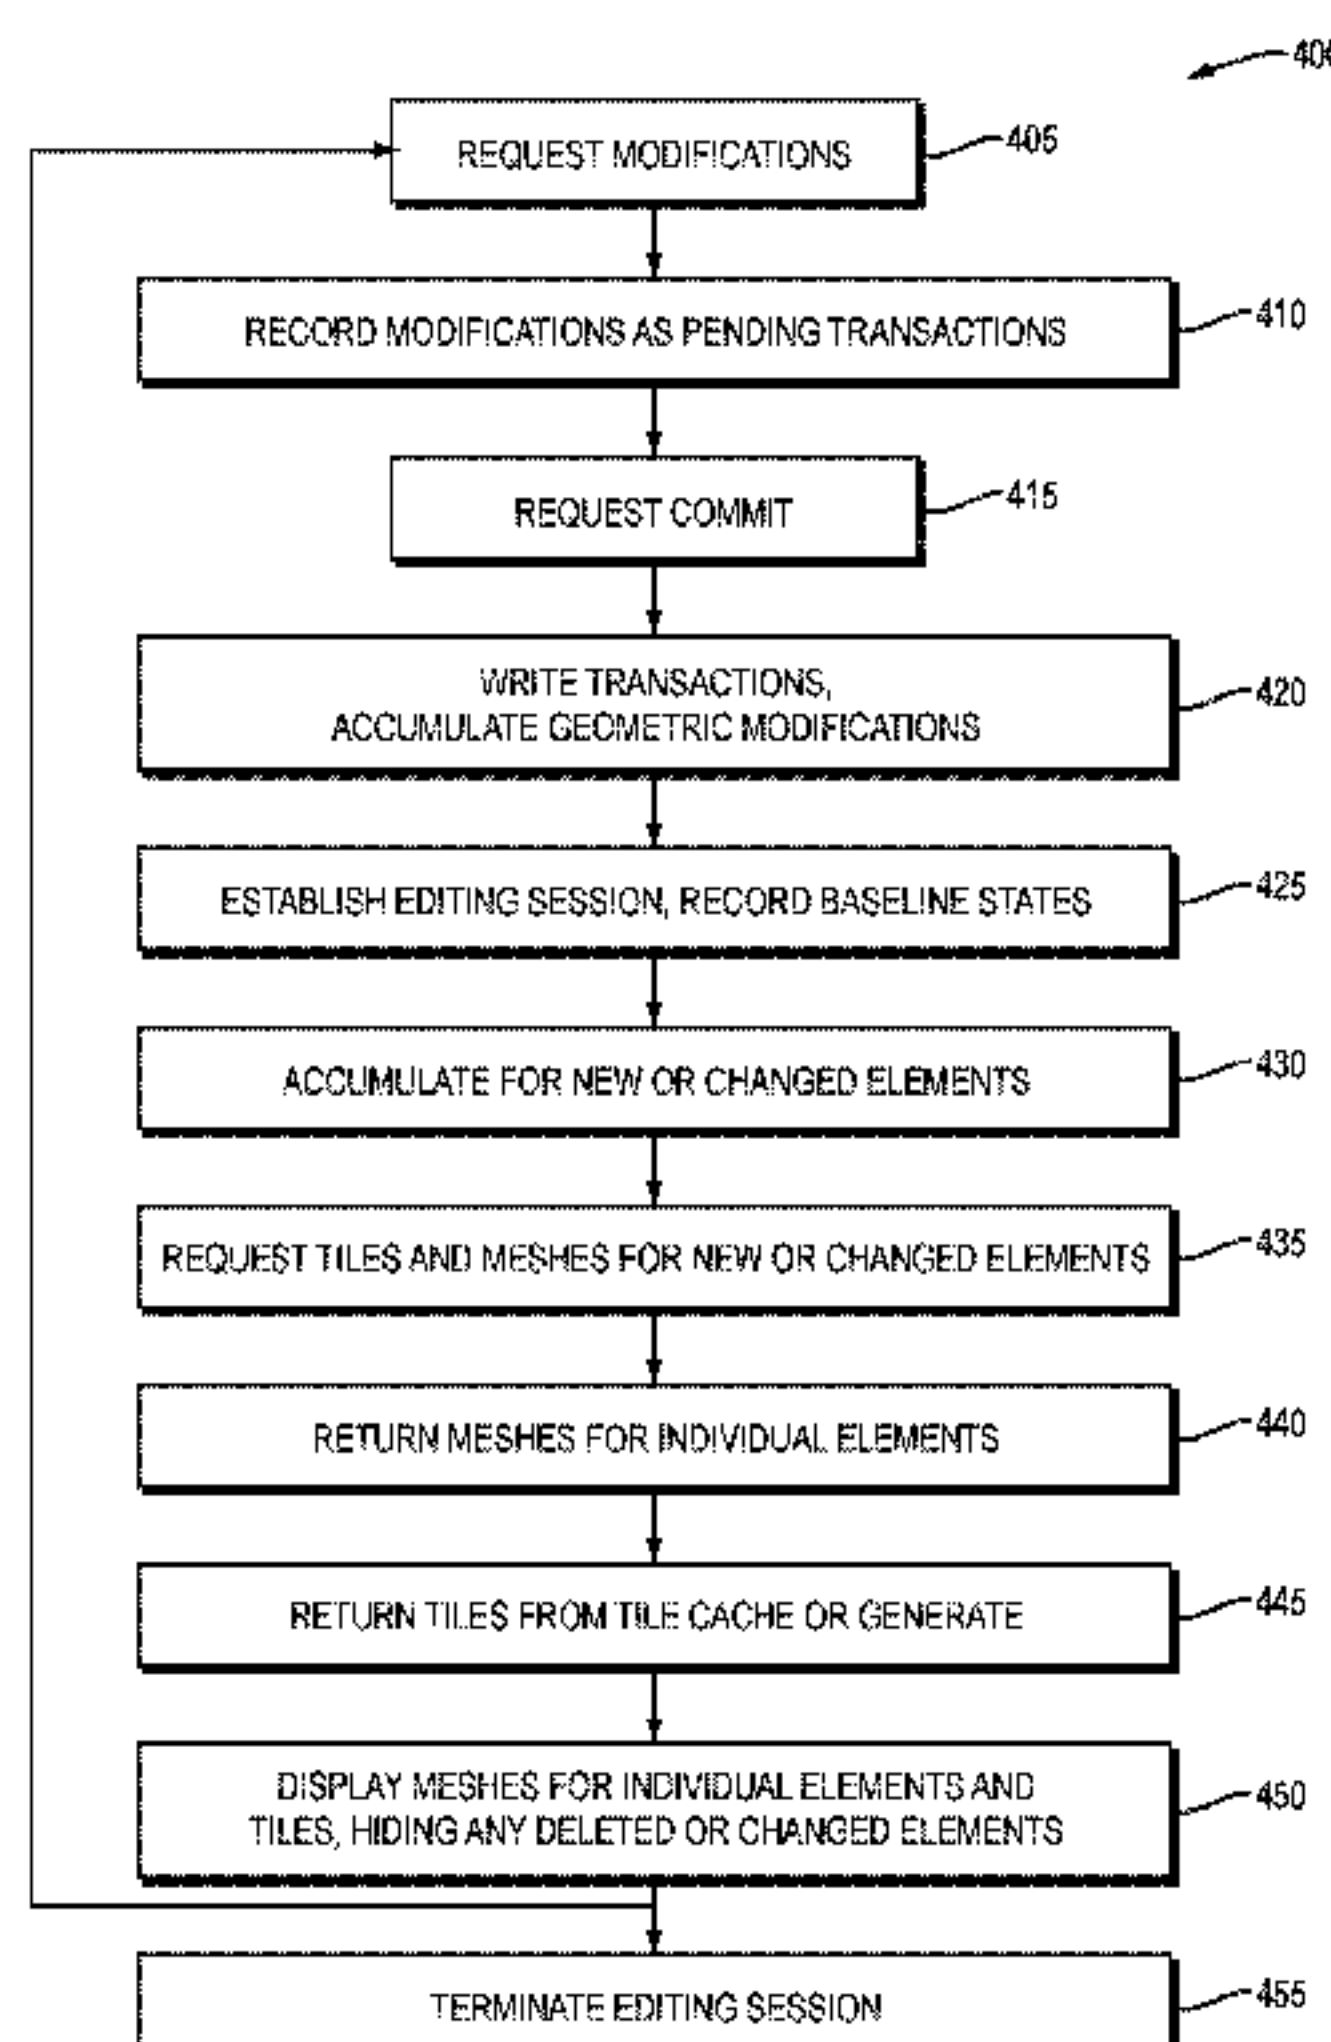 REQUEST MODIFICATIONS
405
RECORD MODIFICATIONS AS PENDING TRANSACTIONS
410
REQUEST COMMIT
415
WRITE TRANSACTIONS,
ACCUMULATE GEOMETRIC MODIFICATIONS
420
ESTABLISH EDITING SESSION, RECORD BASELINE STATES
425
ACCUMULATE FOR NEW OR CHANGED ELEMENTS
430
REQUEST TILES AND MESHES FOR NEW OR CHANGED ELEMENTS
435
RETURN MESHES FOR INDIVIDUAL ELEMENTS
440
RETURN TILES FROM TILE CACHE OR GENERATE
445
DISPLAY MESHES FOR INDIVIDUAL ELEMENTS AND
TILES, HIDING ANY DELETED OR CHANGED ELEMENTS
450
TERMINATE EDITING SESSION
455